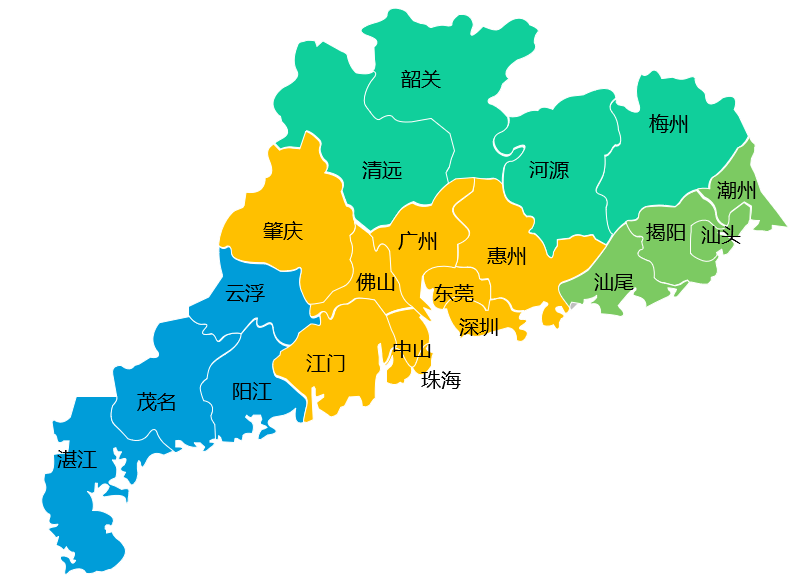 韶关
梅州
清远
河源
潮州
肇庆
广州
揭阳
汕头
惠州
佛山
汕尾
云浮
东莞
深圳
中山
江门
珠海
阳江
茂名
湛江